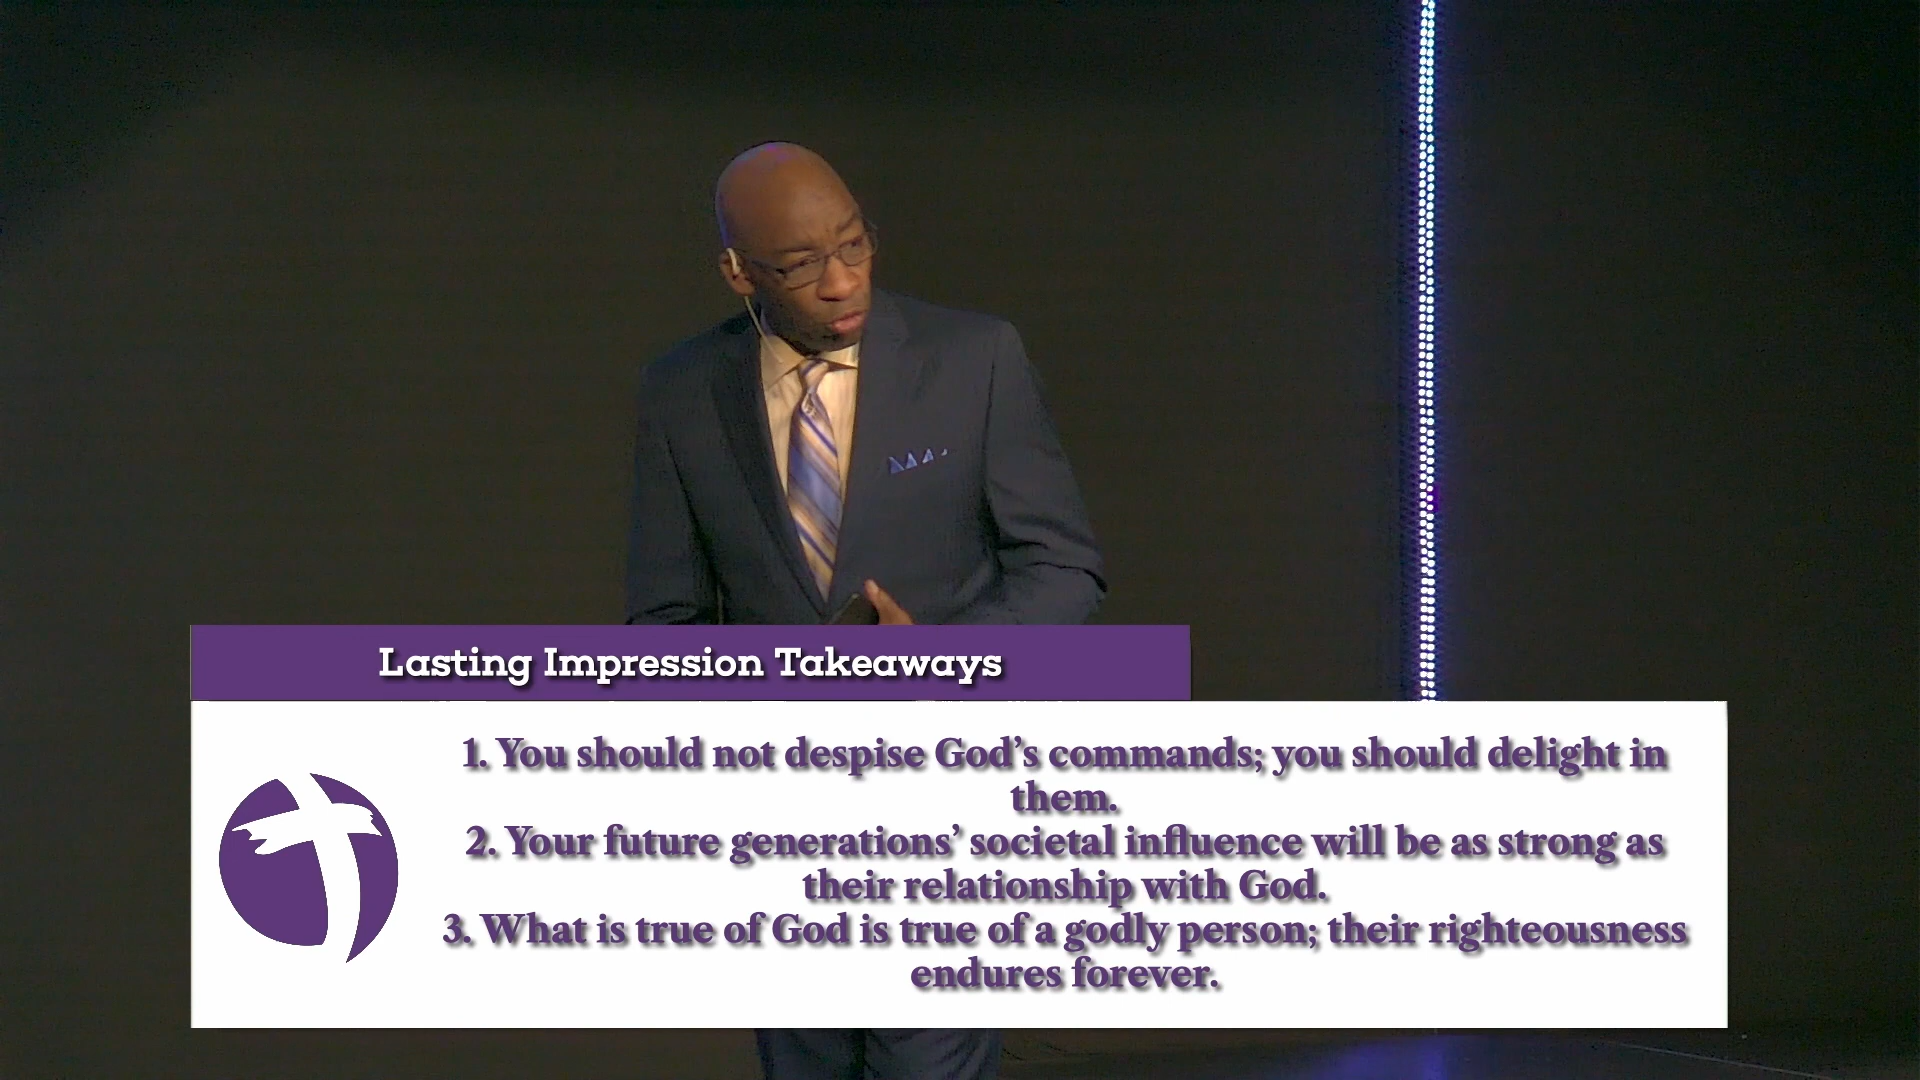 Lasting Impression Takeaways
1. You should not despise God’s commands; you should delight in
them.
2. Your future generations’ societal influence will be as strong as
their relationship with God.
3. What is true of God is true of a godly person; their righteousness
endures forever.